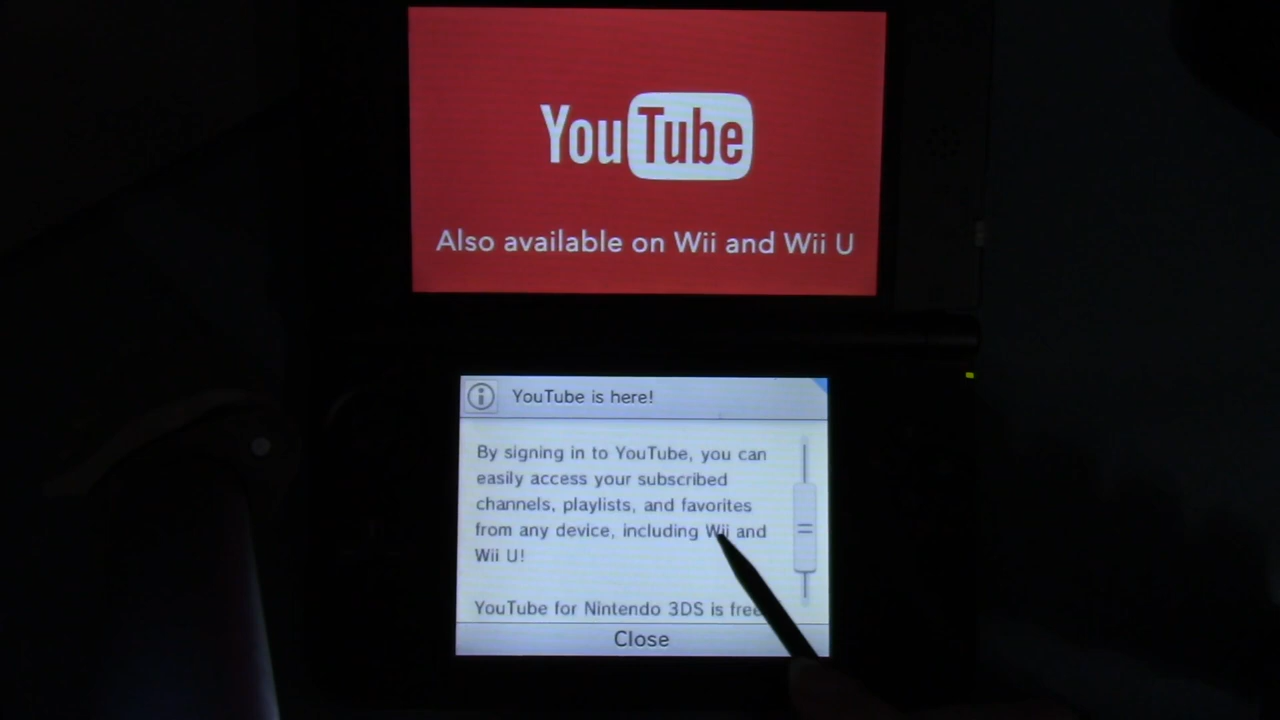 YouTube
Also available on Wii and Wii U
YouTube is here!
By signing in to YouTube, you can
easily access your subscribed
channels, playlists, and favorites
from any device, including Wii and
Wii U!
YouTube for Nintendo 3DS is free
Close